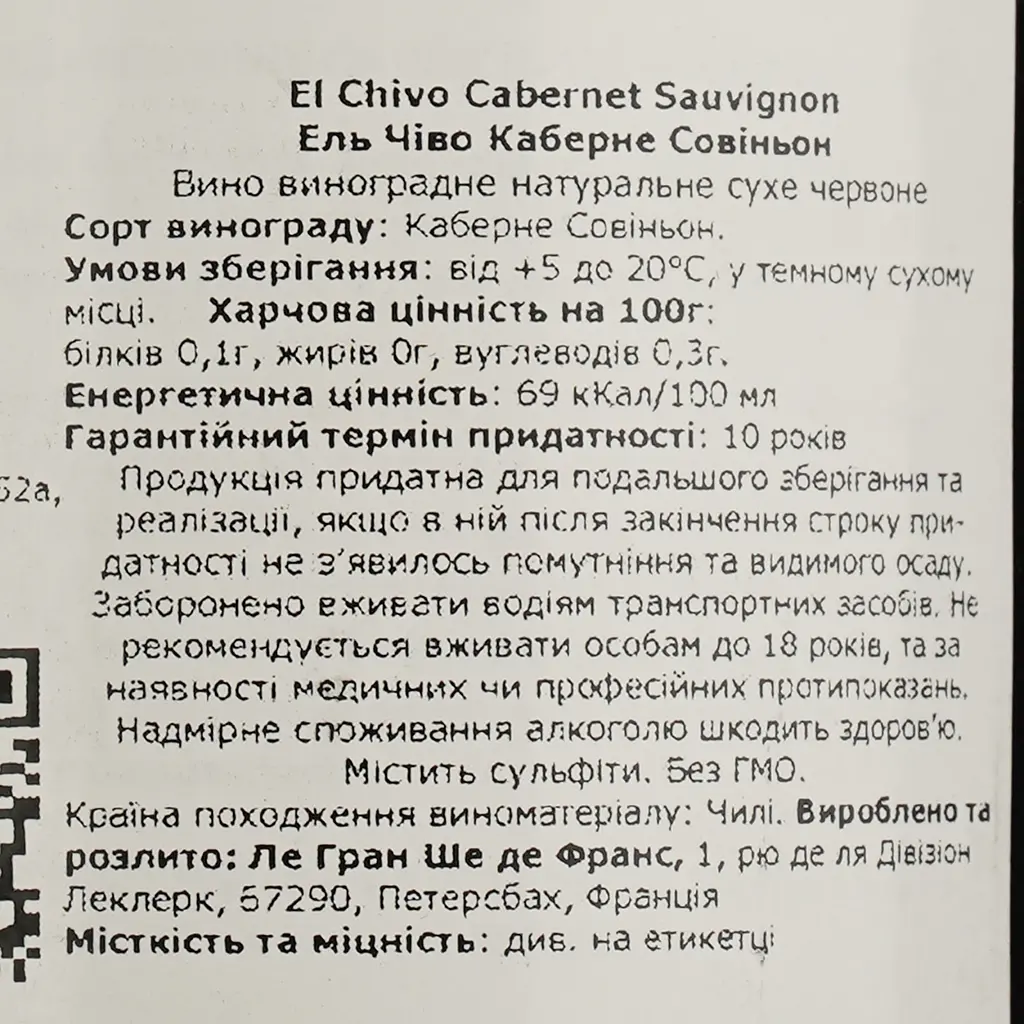 El Chivo Cabernet Sauvignon
Ель Чіво Каберне Совіньон
Вино виноградне натуральне сухе червоне
Сорт винограду: Каберне Совіньон.
Умови зберігання: від +5 до 20°С, у темному сухому
місці. Харчова цінність на 100г:
білків 0,1г, жирів 0г, вуглеводів 0,3г.
Енергетична цінність: 69 кКал/100 мл
Гарантійний термін придатності: 10 років
Продукція придатна для подальшого зберігання та
реалізації, якщо в ній після закінчення строку при-
датності не з’явилось помутніння та видимого осаду.
Заборонено вживати водіям транспортних засобів. Не
рекомендується вживати особам до 18 років, та за
наявності медичних чи професійних протипоказань.
Надмірне споживання алкоголю шкодить здоров'ю.
Містить сульфіти. Без ГМО.
Країна походження виноматеріалу: Чилі. Вироблено та
розлито: Ле Гран Ше де Франс, 1, рю де ля Дівізіон
Леклерк, 67290, Петерсбах, Франція
Місткість та міцність: див. на етикетці